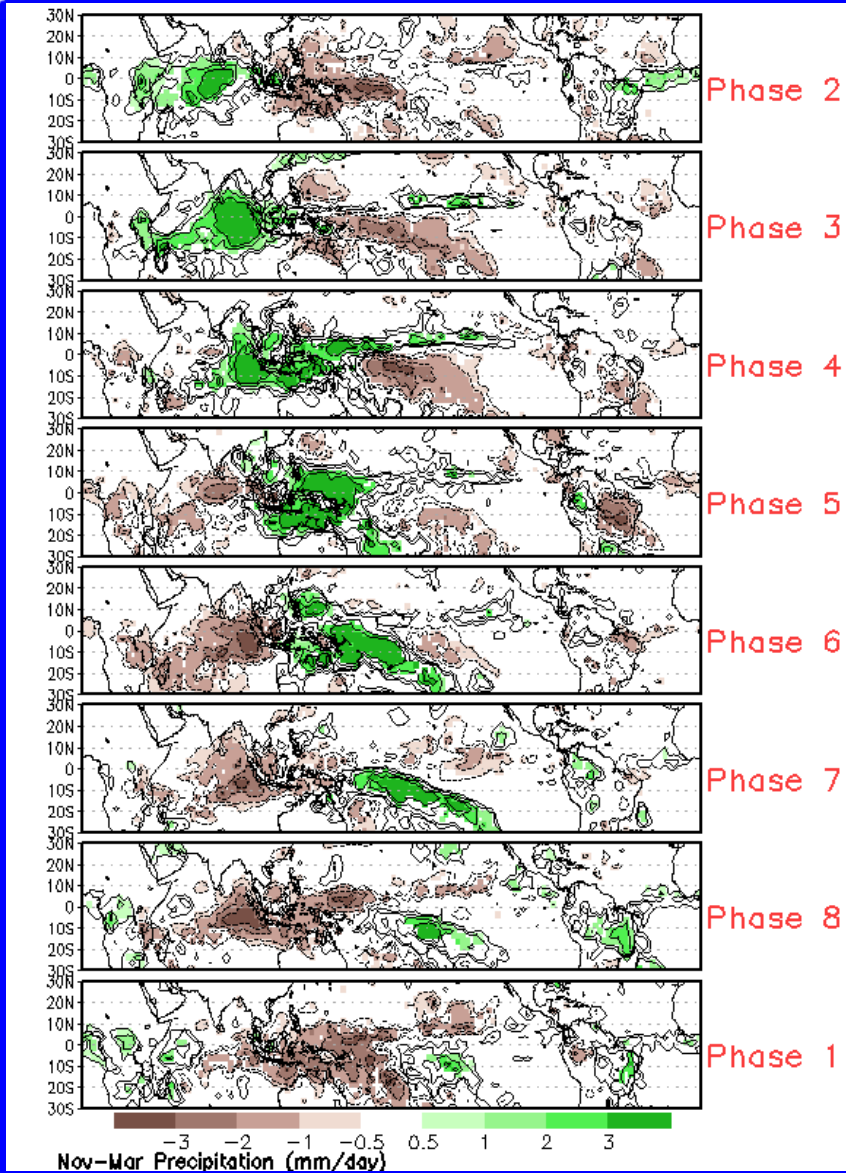 30N
20N
10N
0
10S
20S
30S
Phase 2
30N
20N
10N
0
10S
20S
30S
Phase 3
30N
20N
10N
0
10S
20S
30S
Phase 4
30N
20N
10N
0
10S
20S
30S
Phase 5
30N
20N
10N
0
10S
20S
30S
Phase 6
30N
20N
10N
0
10S
20S
30S
Phase 7
30N
20N
10N
0
10S
20S
30S
Phase 8
30N
20N
10N
0
10S
20S
30S
Phase 1
-3 -2 -1 -0.5 0.5 1 2 3
Nov-Mar Precipitation (mm/day)